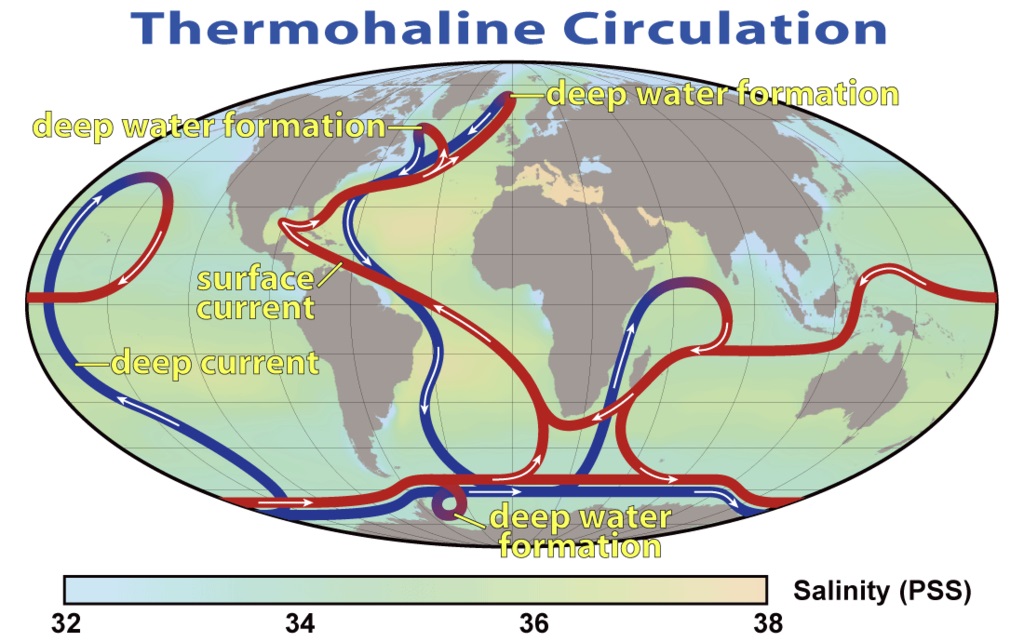 Thermohaline Circulation
deep water formation
deep water formation
surface
current
deep current
deep water
formation
Salinity (PSS)
32 34 36 38